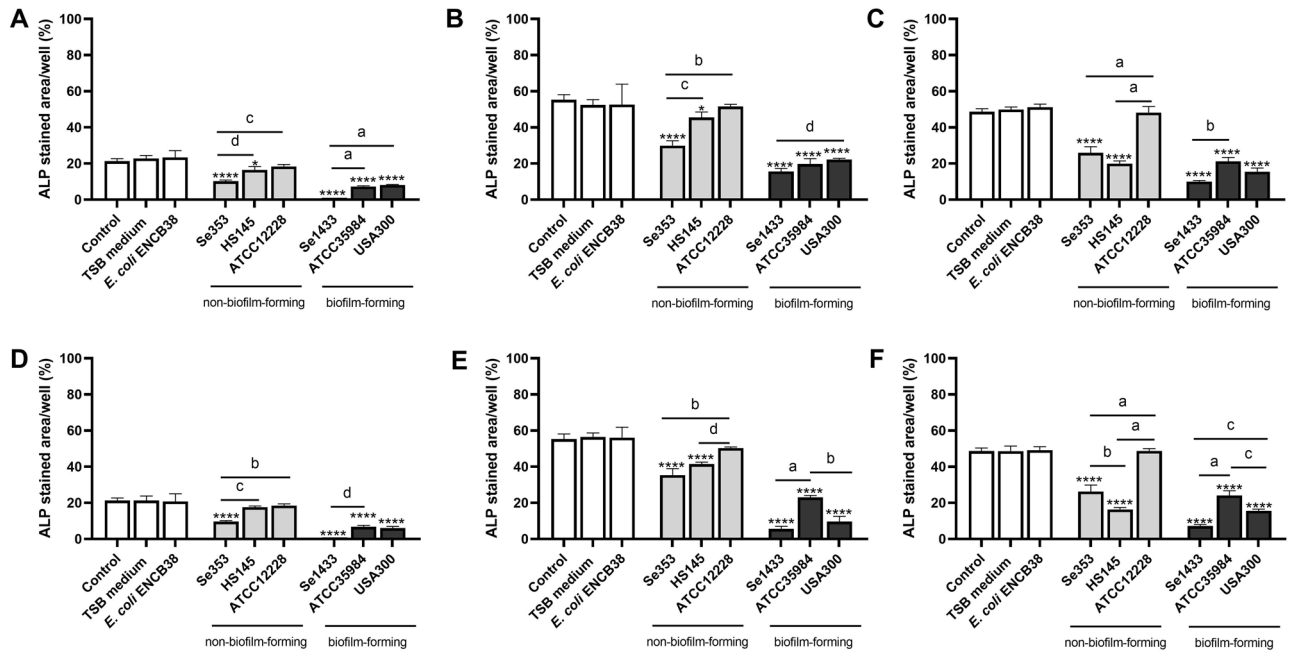 A
ALP stained area/well (%)
100
80
60
40
20
0
c
d
a
a
****
*
****
****
****
Control
TSB medium
E. coli ENCB38
Se353
HS145
ATCC12228
Se1433
ATCC35984
USA300
non-biofilm-forming
biofilm-forming
B
ALP stained area/well (%)
100
80
60
40
20
0
b
c
d
****
*
****
****
****
Control
TSB medium
E. coli ENCB38
Se353
HS145
ATCC12228
Se1433
ATCC35984
USA300
non-biofilm-forming
biofilm-forming
C
ALP stained area/well (%)
100
80
60
40
20
0
a
a
b
****
****
****
****
****
Control
TSB medium
E. coli ENCB38
Se353
HS145
ATCC12228
Se1433
ATCC35984
USA300
non-biofilm-forming
biofilm-forming
D
ALP stained area/well (%)
100
80
60
40
20
0
b
c
d
****
****
****
****
Control
TSB medium
E. coli ENCB38
Se353
HS145
ATCC12228
Se1433
ATCC35984
USA300
non-biofilm-forming
biofilm-forming
E
ALP stained area/well (%)
100
80
60
40
20
0
b
d
a
b
****
****
****
****
****
Control
TSB medium
E. coli ENCB38
Se353
HS145
ATCC12228
Se1433
ATCC35984
USA300
non-biofilm-forming
biofilm-forming
F
ALP stained area/well (%)
100
80
60
40
20
0
a
a
b
c
a
c
****
****
****
****
****
Control
TSB medium
E. coli ENCB38
Se353
HS145
ATCC12228
Se1433
ATCC35984
USA300
non-biofilm-forming
biofilm-forming